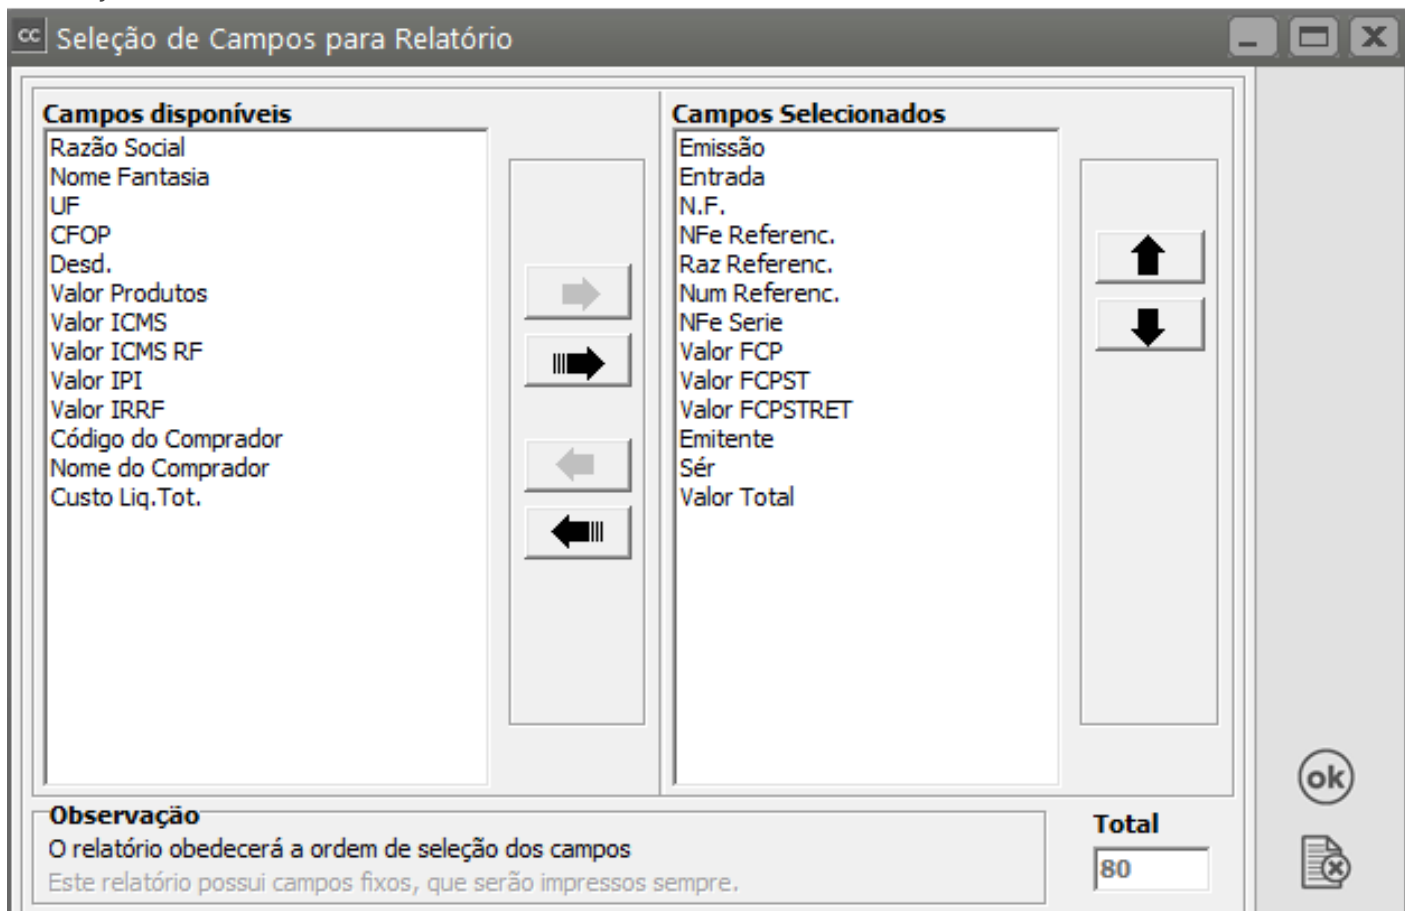 cc Seleção de Campos para Relatório
Campos disponíveis
Razão Social
Nome Fantasia
UF
CFOP
Desd.
Valor Produtos
Valor ICMS
Valor ICMS RF
Valor IPI
Valor IRRF
Código do Comprador
Nome do Comprador
Custo Liq.Tot.
Campos Selecionados
Emissão
Entrada
N.F.
NFe Referenc.
Raz Referenc.
Num Referenc.
NFe Serie
Valor FCP
Valor FCPST
Valor FCPSTRET
Emitente
Sér
Valor Total
ok
Observação
O relatório obedecerá a ordem de seleção dos campos
Este relatório possui campos fixos, que serão impressos sempre.
Total
80